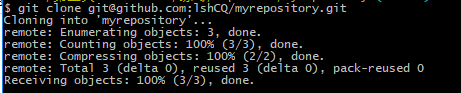 $ git clone git@github.com:lshCQ/myrepository.git
Cloning into 'myrepository'...
remote: Enumerating objects: 3, done.
remote: Counting objects: 100% (3/3), done.
remote: Compressing objects: 100% (2/2), done.
remote: Total 3 (delta 0), reused 3 (delta 0), pack-reused 0
Receiving objects: 100% (3/3), done.